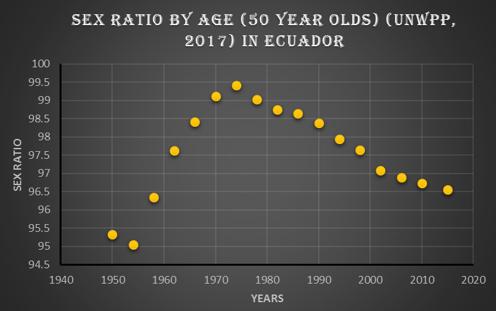 SEX RATIO BY AGE (50 YEAR OLDS) (UNWPP,
2017) IN ECUADOR
100
99.5
99
98.5
98
97.5
97
96.5
96
95.5
95
94.5
SEX RATIO
1940 1950 1960 1970 1980 1990 2000 2010 2020
YEARS